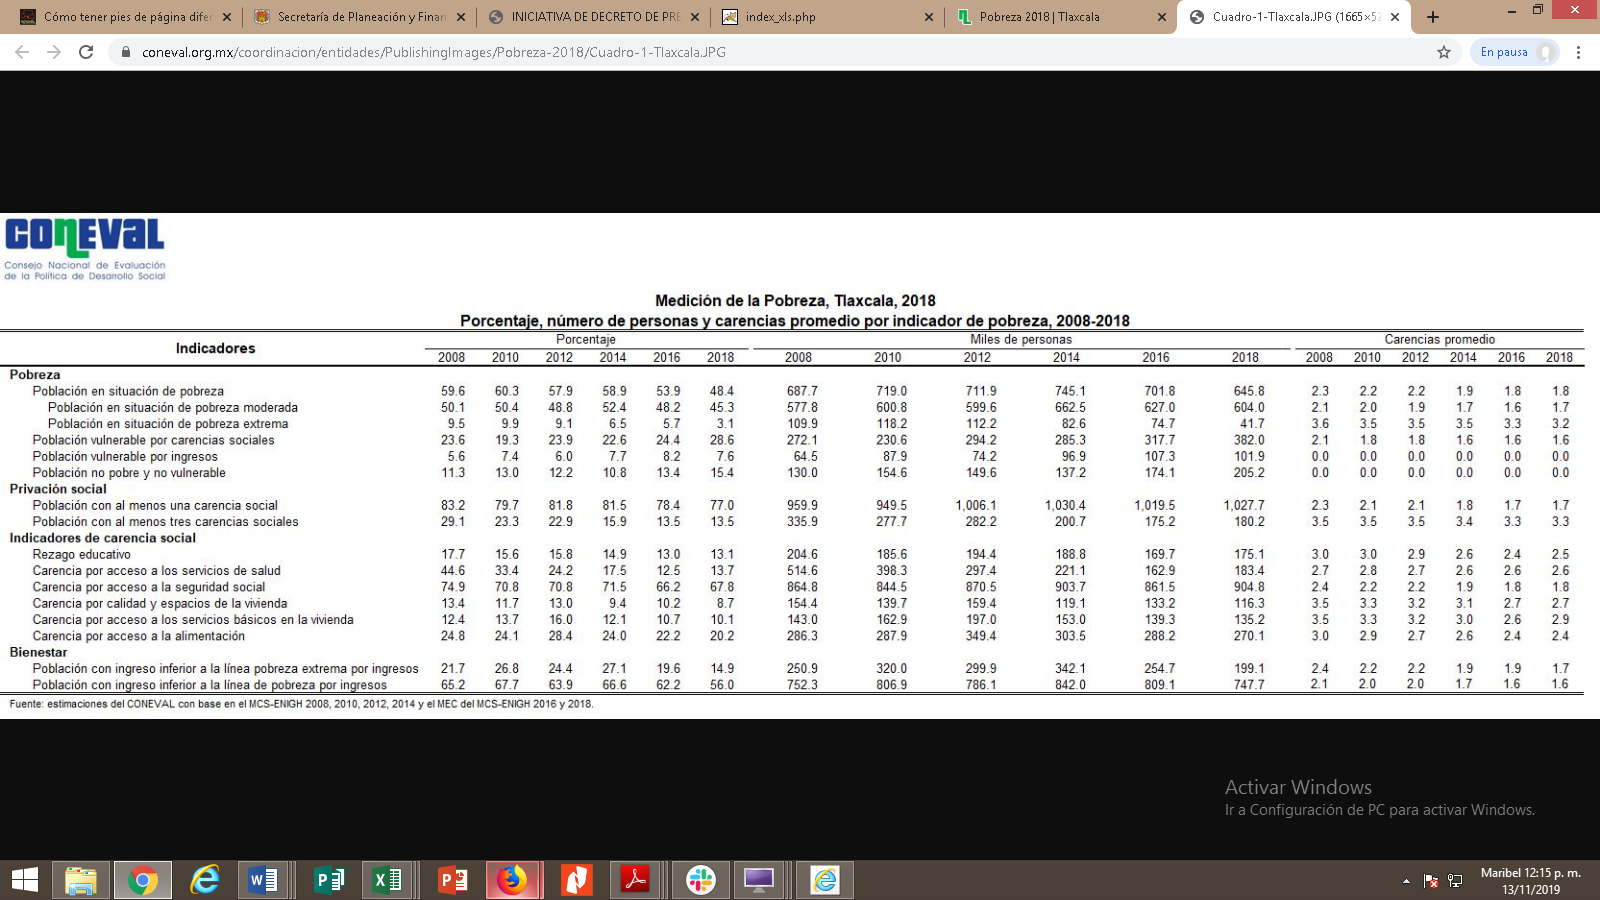 Cómo tener pies de página difer
Secretaría de Planeación y Finan
INICIATIVA DE DECRETO DE PRE
index_xls.php
Pobreza 2018 | Tlaxcala
Cuadro-1-Tlaxcala.JPG (1665×52
coneval.org.mx/coordinacion/entidades/PublishingImages/Pobreza-2018/Cuadro-1-Tlaxcala.JPG
En pausa
CONEVAL
Consejo Nacional de Evaluación
de la Política de Desarrollo Social
Medición de la Pobreza, Tlaxcala, 2018
Porcentaje, número de personas y carencias promedio por indicador de pobreza, 2008-2018
Indicadores Porcentaje Miles de personas Carencias promedio
2008 2010 2012 2014 2016 2018 2008 2010 2012 2014 2016 2018 2008 2010 2012 2014 2016 2018
Pobreza
Población en situación de pobreza 59.6 60.3 57.9 58.9 53.9 48.4 687.7 719.0 711.9 745.1 701.8 645.8 2.3 2.2 2.2 1.9 1.8 1.8
Población en situación de pobreza moderada 50.1 50.4 48.8 52.4 48.2 45.3 577.8 600.8 599.6 662.5 627.0 604.0 2.1 2.0 1.9 1.7 1.6 1.7
Población en situación de pobreza extrema 9.5 9.9 9.1 6.5 5.7 3.1 109.9 118.2 112.2 82.6 74.7 41.7 3.6 3.5 3.5 3.5 3.3 3.2
Población vulnerable por carencias sociales 23.6 19.3 23.9 22.6 24.4 28.6 272.1 230.6 294.2 285.3 317.7 382.0 2.1 1.8 1.8 1.6 1.6 1.6
Población vulnerable por ingresos 5.6 7.4 6.0 7.7 8.2 7.6 64.5 87.9 74.2 96.9 107.3 101.9 0.0 0.0 0.0 0.0 0.0 0.0
Población no pobre y no vulnerable 11.3 13.0 12.2 10.8 13.4 15.4 130.0 154.6 149.6 137.2 174.1 205.2 0.0 0.0 0.0 0.0 0.0 0.0
Privación social
Población con al menos una carencia social 83.2 79.7 81.8 81.5 78.4 77.0 959.9 949.5 1,006.1 1,030.4 1,019.5 1,027.7 2.3 2.1 2.1 1.8 1.7 1.7
Población con al menos tres carencias sociales 29.1 23.3 22.9 15.9 13.5 13.5 335.9 277.7 282.2 200.7 175.2 180.2 3.5 3.5 3.5 3.4 3.3 3.3
Indicadores de carencia social
Rezago educativo 17.7 15.6 15.8 14.9 13.0 13.1 204.6 185.6 194.4 188.8 169.7 175.1 3.0 3.0 2.9 2.6 2.4 2.5
Carencia por acceso a los servicios de salud 44.6 33.4 24.2 17.5 12.5 13.7 514.6 398.3 297.4 221.1 162.9 183.4 2.7 2.8 2.7 2.6 2.6 2.6
Carencia por acceso a la seguridad social 74.9 70.8 70.8 71.5 66.2 67.8 864.8 844.5 870.5 903.7 861.5 904.8 2.4 2.2 2.2 1.9 1.8 1.8
Carencia por calidad y espacios de la vivienda 13.4 11.7 13.0 9.4 10.2 8.7 154.4 139.7 159.4 119.1 133.2 116.3 3.5 3.3 3.2 3.1 2.7 2.7
Carencia por acceso a los servicios básicos en la vivienda 12.4 13.7 16.0 12.1 10.7 10.1 143.0 162.9 197.0 153.0 139.3 135.2 3.5 3.3 3.2 3.0 2.6 2.9
Carencia por acceso a la alimentación 24.8 24.1 28.4 24.0 22.2 20.2 286.3 287.9 349.4 303.5 288.2 270.1 3.0 2.9 2.7 2.6 2.4 2.4
Bienestar
Población con ingreso inferior a la línea pobreza extrema por ingresos 21.7 26.8 24.4 27.1 19.6 14.9 250.9 320.0 299.9 342.1 254.7 199.1 2.4 2.2 2.2 1.9 1.9 1.7
Población con ingreso inferior a la línea de pobreza por ingresos 65.2 67.7 63.9 66.6 62.2 56.0 752.3 806.9 786.1 842.0 809.1 747.7 2.1 2.0 2.0 1.7 1.6 1.6
Fuente: estimaciones del CONEVAL con base en el MCS-ENIGH 2008, 2010, 2012, 2014 y el MEC del MCS-ENIGH 2016 y 2018.
Activar Windows
Ir a Configuración de PC para activar Windows.
Maribel 12:15 p. m.
13/11/2019